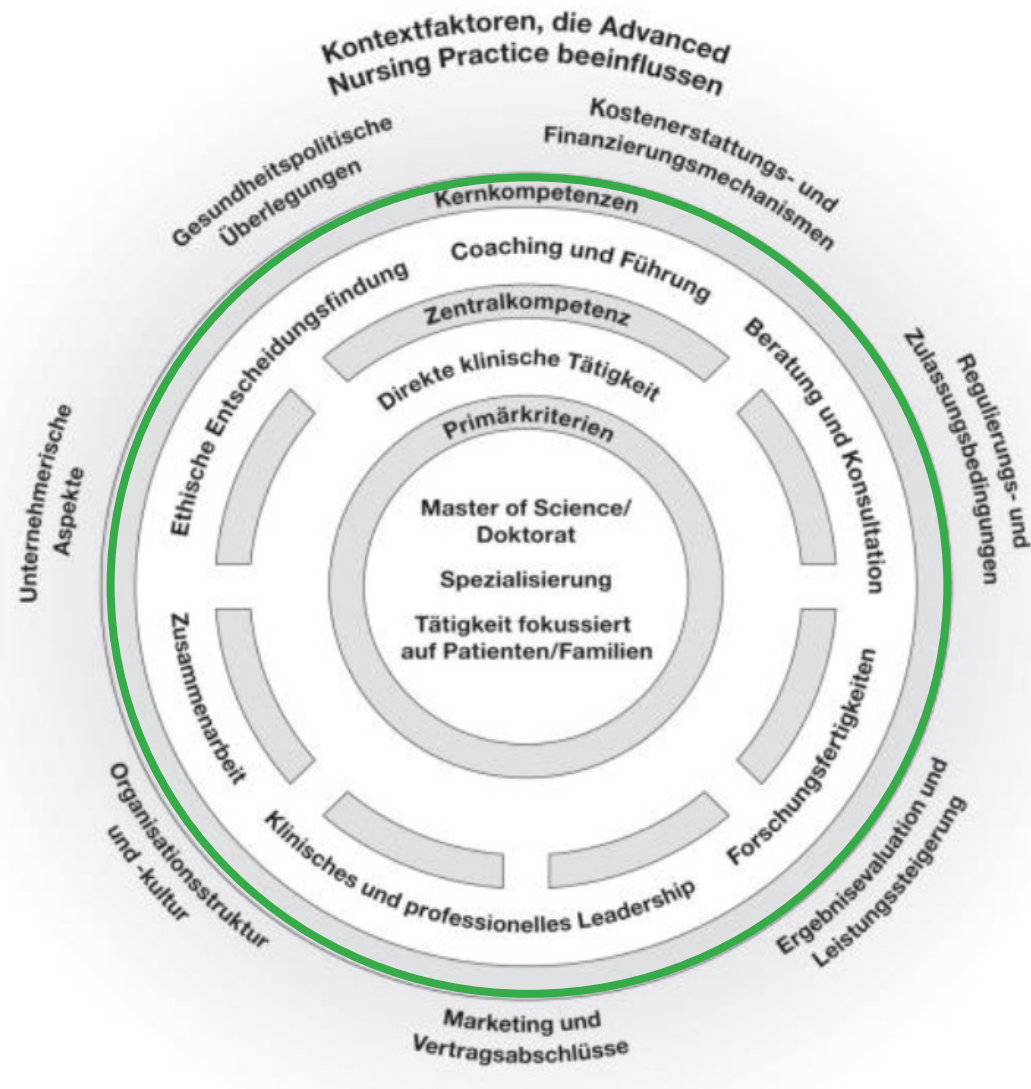 Kontextfaktoren, die Advanced
Nursing Practice beeinflussen
Gesundheitspolitische
Überlegungen
Kostenerstattungs- und
Finanzierungsmechanismen
Regulierungs- und
Zulassungsbedingungen
Ergebnisevaluation und
Leistungssteigerung
Marketing und
Vertragsabschlüsse
Organisationsstruktur
und -kultur
Unternehmerische
Aspekte
Kernkompetenzen
Ethische Entscheidungsfindung
Coaching und Führung
Beratung und Konsultation
Forschungsfertigkeiten
Klinisches und professionelles Leadership
Zusammenarbeit
Zentralkompetenz
Direkte klinische Tätigkeit
Primärkriterien
Master of Science/
Doktorat
Spezialisierung
Tätigkeit fokussiert
auf Patienten/Familien